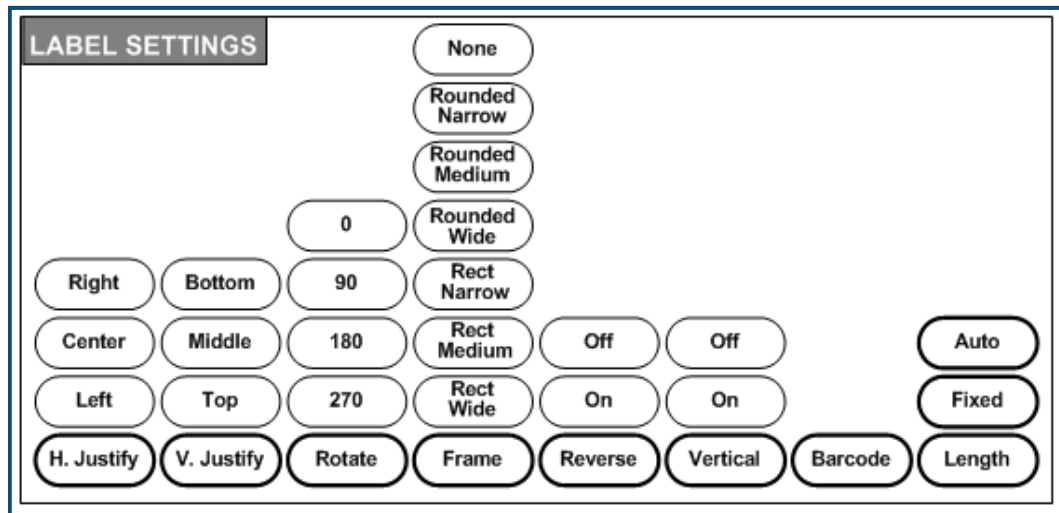 LABEL SETTINGS
None
Rounded
Narrow
Rounded
Medium
0
Rounded
Wide
Right
Bottom
90
Rect
Narrow
Center
Middle
180
Rect
Medium
Off
Off
Auto
Left
Top
270
Rect
Wide
On
On
Fixed
H. Justify
V. Justify
Rotate
Frame
Reverse
Vertical
Barcode
Length